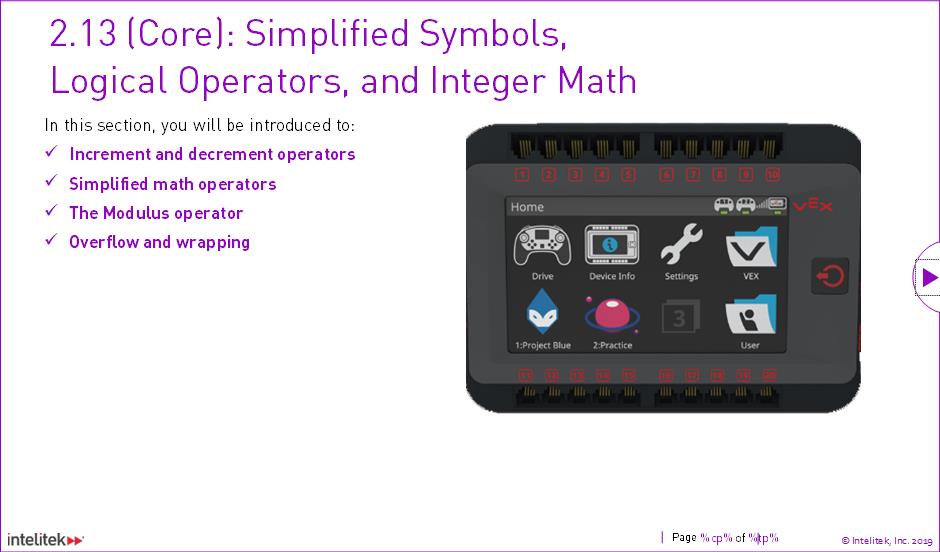 2.13 (Core): Simplified Symbols,
Logical Operators, and Integer Math
In this section, you will be introduced to:
✓ Increment and decrement operators
✓ Simplified math operators
✓ The Modulus operator
✓ Overflow and wrapping
1 2 3 4 5 6 7 8 9 10
Home
VEX
Drive Device Info Settings VEX
3
1:Project Blue 2:Practice User
11 12 13 14 15 16 17 18 19 20
intelitek
Page %cp% of %tp%
© Intelitek, Inc. 2019